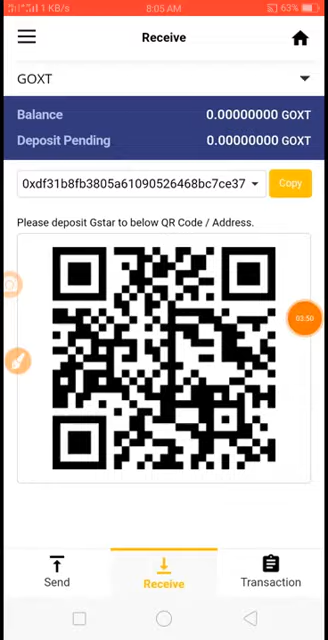 1 KB/s 8:05 AM 63%
Receive
GOXT
Balance 0.00000000 GOXT
Deposit Pending 0.00000000 GOXT
0xdf31b8fb3805a61090526468bc7ce37 Copy
Please deposit Gstar to below QR Code / Address.
03:50
Send Receive Transaction